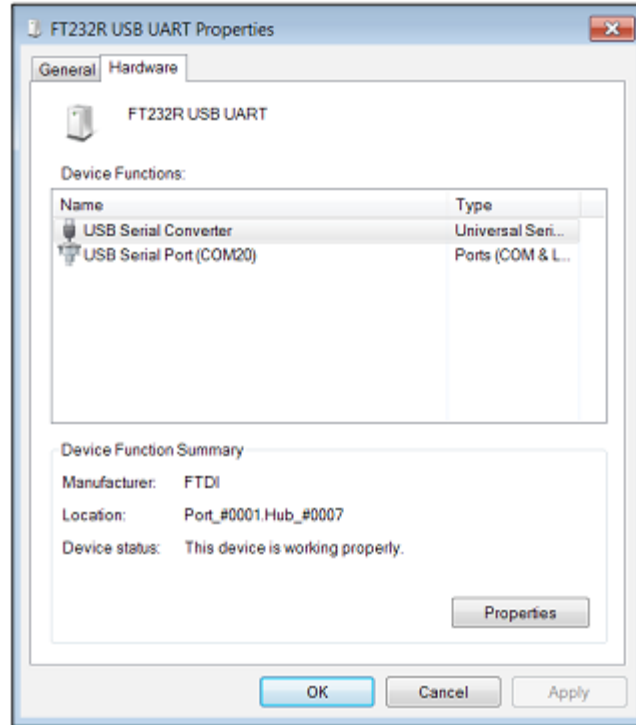 FT232R USB UART Properties
General Hardware
FT232R USB UART
Device Functions:
Name Type
USB Serial Converter Universal Seri...
USB Serial Port (COM20) Ports (COM & L...
Device Function Summary
Manufacturer: FTDI
Location: Port_#0001.Hub_#0007
Device status: This device is working properly.
Properties
OK Cancel Apply